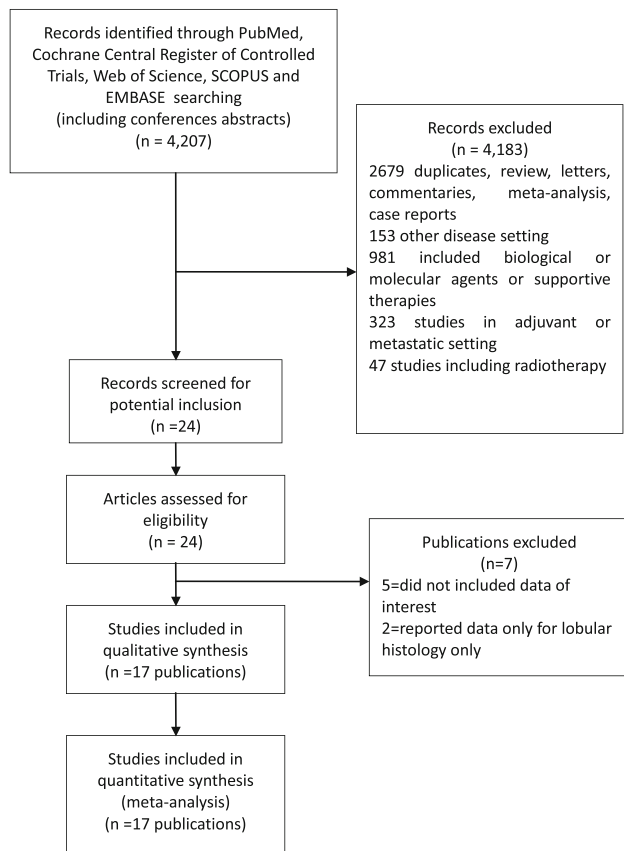 Records identified through PubMed,
Cochrane Central Register of Controlled
Trials, Web of Science, SCOPUS and
EMBASE searching
(including conferences abstracts)
(n = 4,207)
Records excluded
(n = 4,183)
2679 duplicates, review, letters,
commentaries, meta-analysis,
case reports
153 other disease setting
981 included biological or
molecular agents or supportive
therapies
323 studies in adjuvant or
metastatic setting
47 studies including radiotherapy
Records screened for
potential inclusion
(n =24)
Articles assessed for
eligibility
(n = 24)
Publications excluded
(n=7)
5=did not included data of
interest
2=reported data only for lobular
histology only
Studies included in
qualitative synthesis
(n =17 publications)
Studies included in
quantitative synthesis
(meta-analysis)
(n =17 publications)